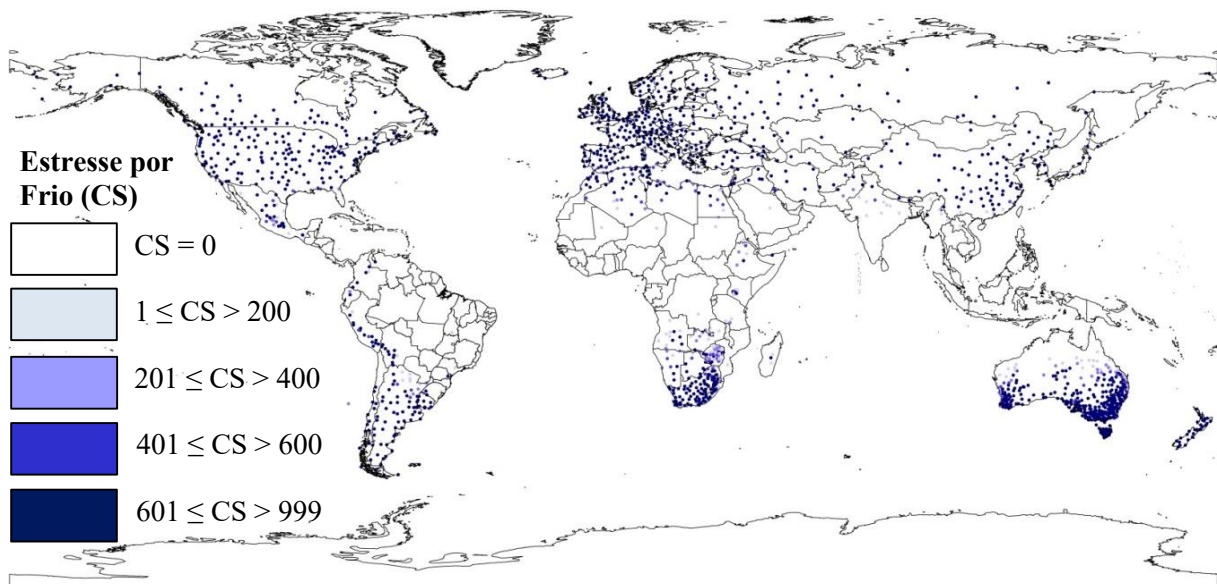 Estresse por
Frio (CS)
CS = 0
1 ≤ CS > 200
201 ≤ CS > 400
401 ≤ CS > 600
601 ≤ CS > 999